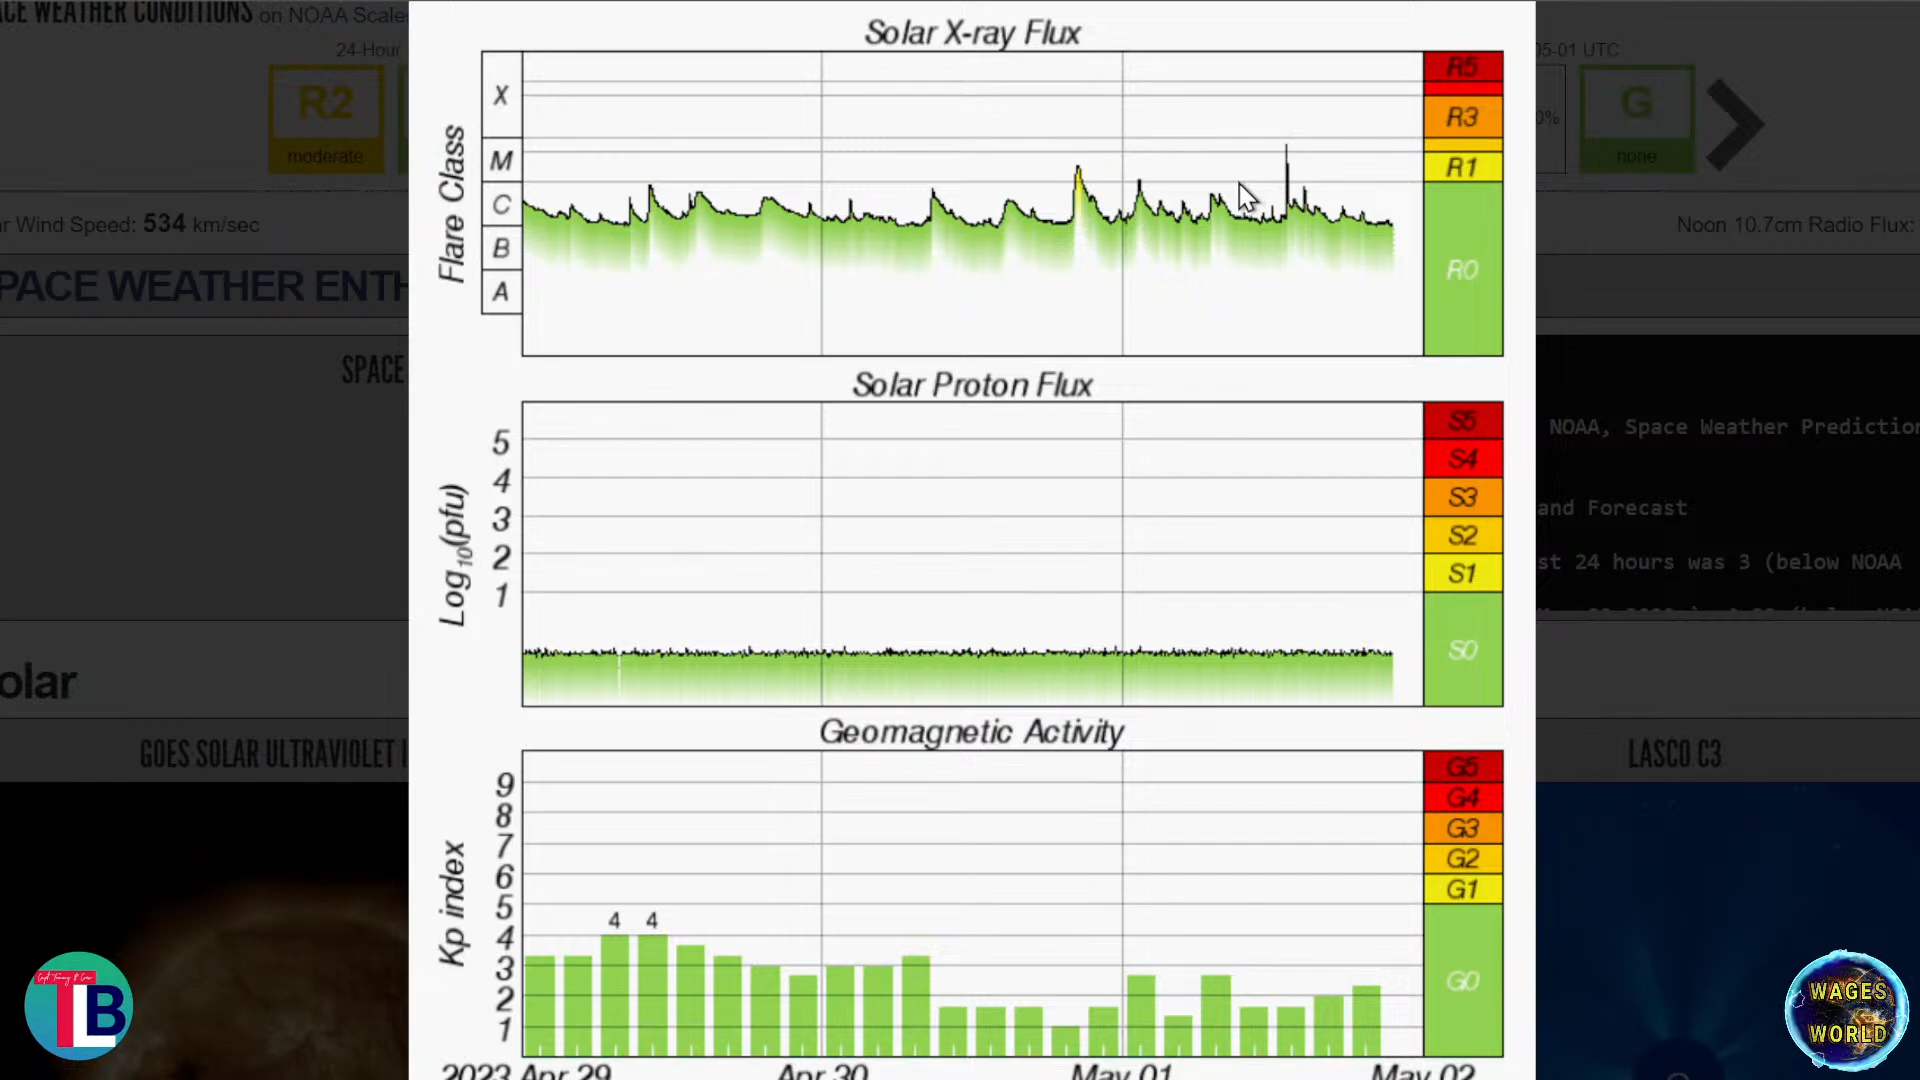 ACE WEATHER CONDITIONS on NOAA Scale
24-Hour
R2
moderate
05-01 UTC
0%
G
none
r Wind Speed: 534 km/sec
Noon 10.7cm Radio Flux:
PACE WEATHER ENTH
SPACE
olar
GOES SOLAR ULTRAVIOLET I
LASCO C3
NOAA, Space Weather Prediction
and Forecast
st 24 hours was 3 (below NOAA
Solar X-ray Flux
Flare Class
X
M
C
B
A
R5
R3
R1
R0
Solar Proton Flux
Log10(pfu)
5
4
3
2
1
S5
S4
S3
S2
S1
S0
Geomagnetic Activity
Kp index
9
8
7
6
5
4
3
2
1
4 4
G5
G4
G3
G2
G1
G0
2023 Apr 29 Apr 30 May 01 May 02
TLB
WAGES
WORLD